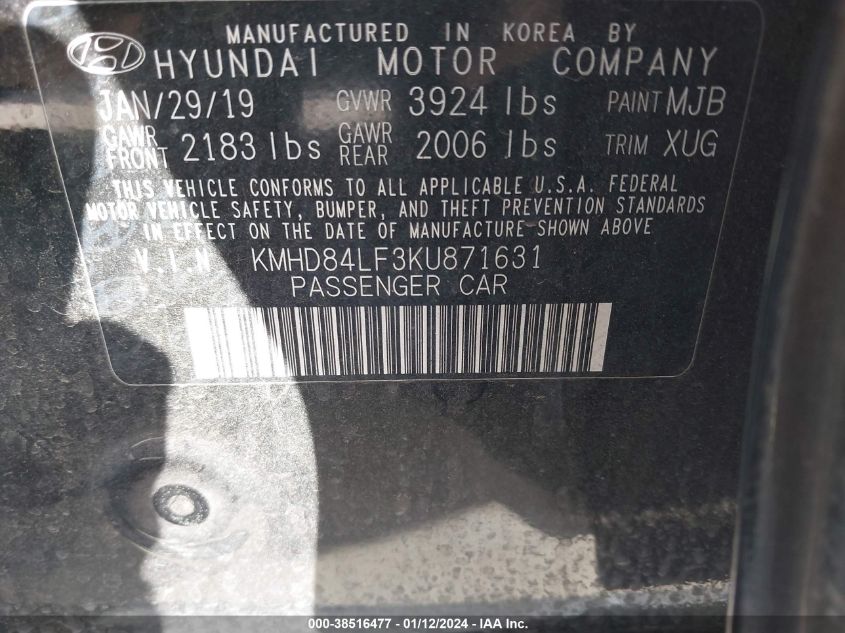 MANUFACTURED IN KOREA BY
HYUNDAI MOTOR COMPANY
JAN/29/19 GVWR 3924 lbs PAINT MJB
GAWR FRONT 2183 lbs GAWR REAR 2006 lbs TRIM XUG
THIS VEHICLE CONFORMS TO ALL APPLICABLE U.S.A. FEDERAL
MOTOR VEHICLE SAFETY, BUMPER, AND THEFT PREVENTION STANDARDS
IN EFFECT ON THE DATE OF MANUFACTURE SHOWN ABOVE
V.I.N KMHD84LF3KU871631
PASSENGER CAR
000-38516477 - 01/12/2024 - IAA Inc.